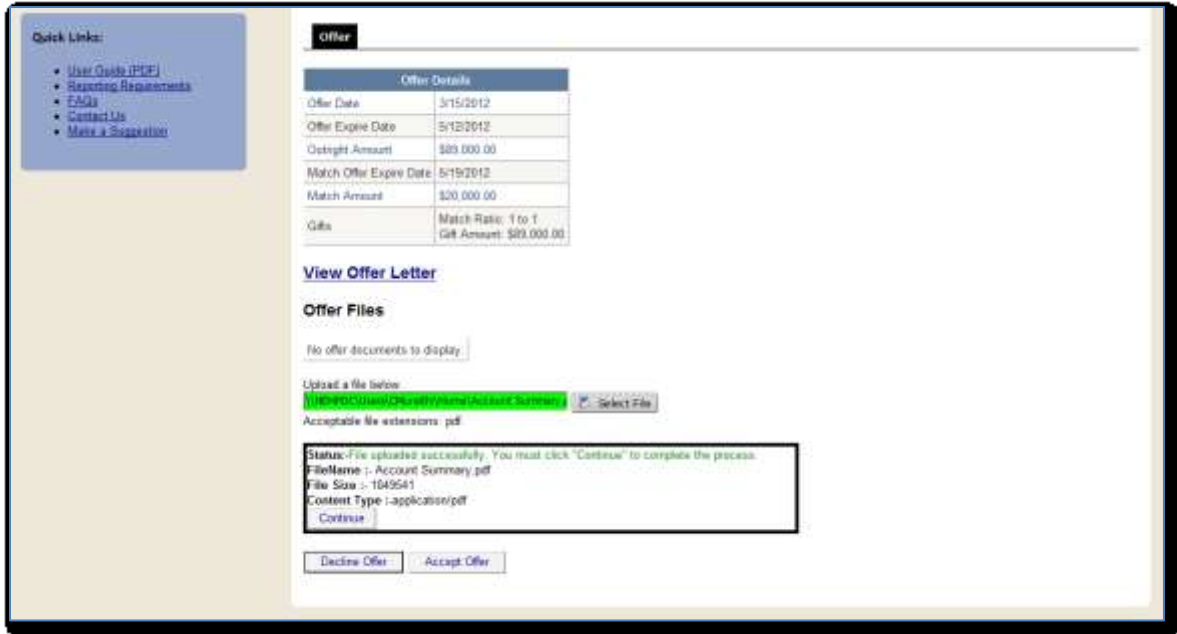 Quick Links:
User Guide (PDF)
Reporting Requirements
FAQs
Contact Us
Make a Suggestion
Offer
Offer Details
Offer Date 3/15/2012
Offer Expire Date 5/12/2012
Outright Amount $89,000.00
Match Offer Expire Date 5/19/2012
Match Amount $20,000.00
Gifts Match Ratio: 1 to 1
Gift Amount: $89,000.00
View Offer Letter
Offer Files
No offer documents to display
Upload a file below
Account Summary
Select File
Acceptable file extensions: pdf
Status:-File uploaded successfully. You must click "Continue" to complete the process.
FileName :- Account Summary.pdf
File Size :- 1049541
Content Type :-application/pdf
Continue
Decline Offer Accept Offer